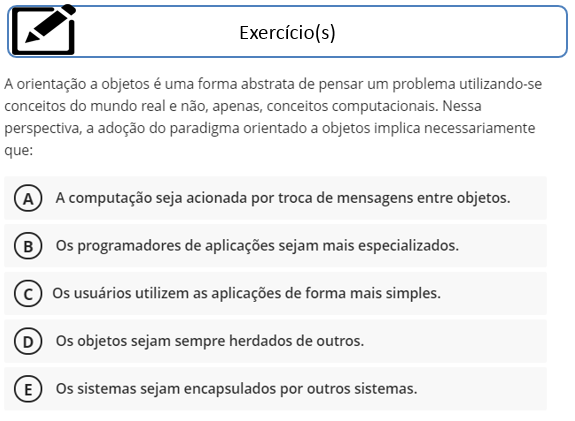 Exercício(s)
A orientação a objetos é uma forma abstrata de pensar um problema utilizando-se
conceitos do mundo real e não, apenas, conceitos computacionais. Nessa
perspectiva, a adoção do paradigma orientado a objetos implica necessariamente
que:
A A computação seja acionada por troca de mensagens entre objetos.
B Os programadores de aplicações sejam mais especializados.
C Os usuários utilizem as aplicações de forma mais simples.
D Os objetos sejam sempre herdados de outros.
E Os sistemas sejam encapsulados por outros sistemas.